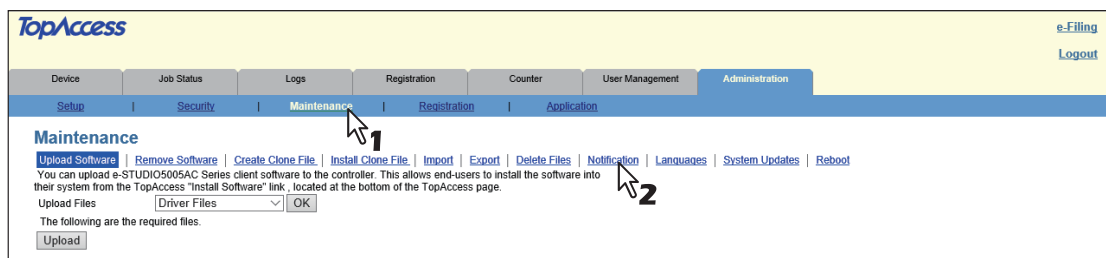 TopAccess
e-Filing
Logout
Device Job Status Logs Registration Counter User Management Administration
Setup | Security | Maintenance | Registration | Application
1
Maintenance
Upload Software | Remove Software | Create Clone File | Install Clone File | Import | Export | Delete Files | Notification | Languages | System Updates | Reboot
2
You can upload e-STUDIO5005AC Series client software to the controller. This allows end-users to install the software into
their system from the TopAccess "Install Software" link , located at the bottom of the TopAccess page.
Upload Files Driver Files OK
The following are the required files.
Upload